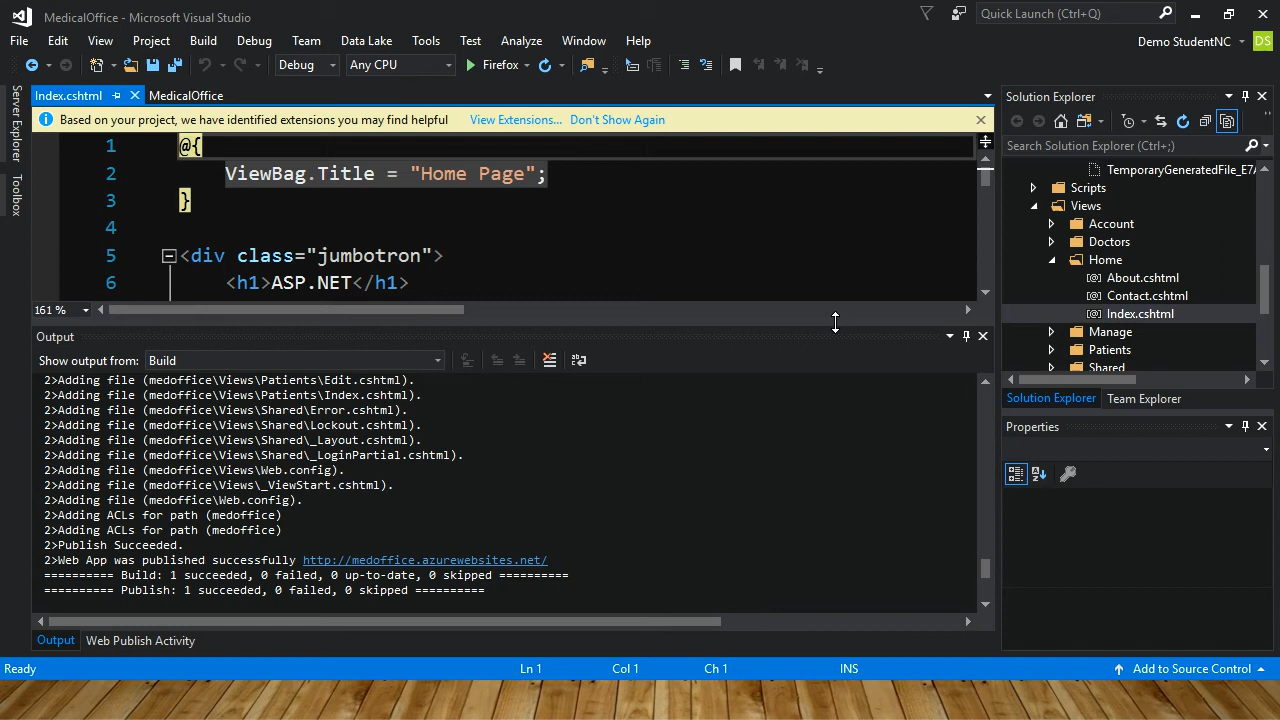 MedicalOffice - Microsoft Visual Studio
Quick Launch (Ctrl+Q)
File Edit View Project Build Debug Team Data Lake Tools Test Analyze Window Help
Demo StudentNC
DS
Debug
Any CPU
Firefox
Server Explorer
Toolbox
Index.cshtml
MedicalOffice
Based on your project, we have identified extensions you may find helpful View Extensions... Don't Show Again
1 @{
2 ViewBag.Title = "Home Page";
3 }
4
5 <div class="jumbotron">
6 <h1>ASP.NET</h1>
161 %
Output
Show output from: Build
2>Adding file (medoffice\Views\Patients\Edit.cshtml).
2>Adding file (medoffice\Views\Patients\Index.cshtml).
2>Adding file (medoffice\Views\Shared\Error.cshtml).
2>Adding file (medoffice\Views\Shared\Lockout.cshtml).
2>Adding file (medoffice\Views\Shared\_Layout.cshtml).
2>Adding file (medoffice\Views\Shared\_LoginPartial.cshtml).
2>Adding file (medoffice\Views\Web.config).
2>Adding file (medoffice\Views\_ViewStart.cshtml).
2>Adding file (medoffice\Web.config).
2>Adding ACLs for path (medoffice)
2>Adding ACLs for path (medoffice)
2>Publish Succeeded.
2>Web App was published successfully http://medoffice.azurewebsites.net/
========== Build: 1 succeeded, 0 failed, 0 up-to-date, 0 skipped ==========
========== Publish: 1 succeeded, 0 failed, 0 skipped ==========
Output
Web Publish Activity
Solution Explorer
Search Solution Explorer (Ctrl+;)
TemporaryGeneratedFile_E7A
Scripts
Views
Account
Doctors
Home
About.cshtml
Contact.cshtml
Index.cshtml
Manage
Patients
Shared
Solution Explorer
Team Explorer
Properties
Ready
Ln 1
Col 1
Ch 1
INS
Add to Source Control